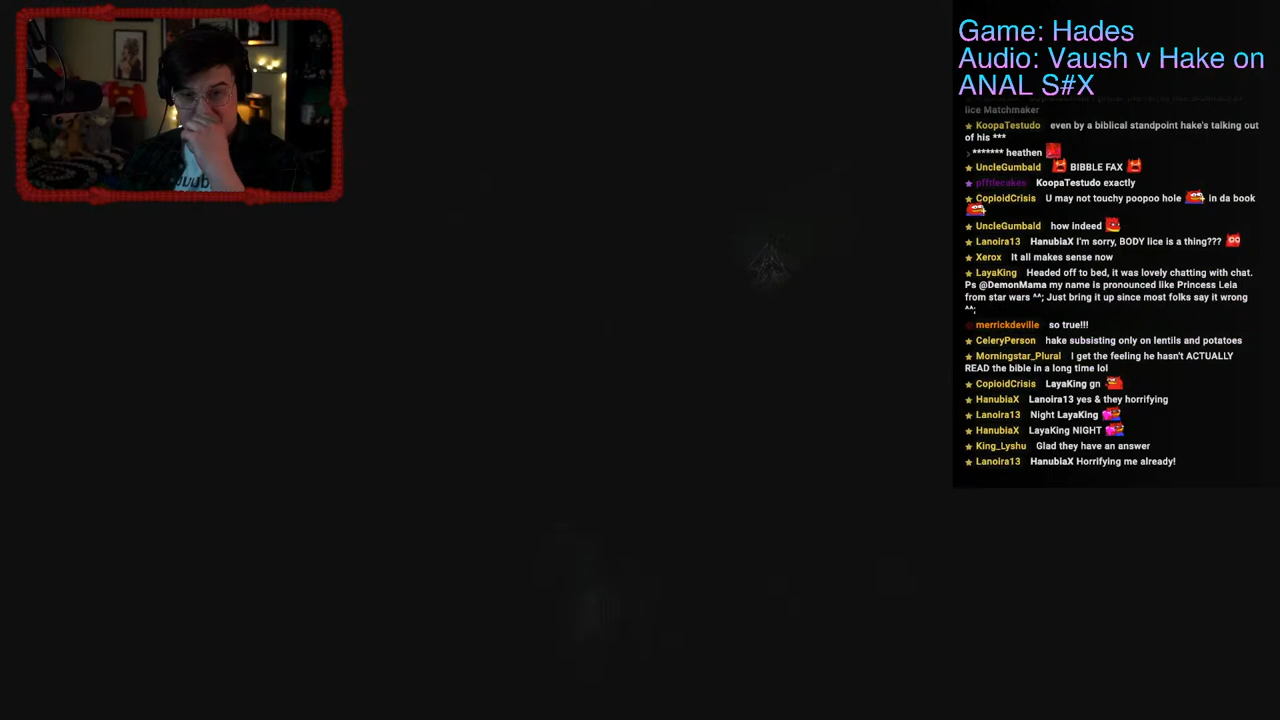 Game: Hades
Audio: Vaush v Hake on
ANAL S#X
lice Matchmaker
KoopaTestudo even by a biblical standpoint hake's talking out
of his ***
******* heathen
UncleGumbald BIBBLE FAX
pffttecakes KoopaTestudo exactly
CopioidCrisis U may not touchy poopoo hole in da book
UncleGumbald how indeed
Lanoira13 HanubiaX I'm sorry, BODY lice is a thing???
Xerox It all makes sense now
LayaKing Headed off to bed, it was lovely chatting with chat.
Ps @DemonMama my name is pronounced like Princess Leia
from star wars ^^; Just bring it up since most folks say it wrong
^^;
merrickdeville so true!!!
CeleryPerson hake subsisting only on lentils and potatoes
Morningstar_Plural I get the feeling he hasn't ACTUALLY
READ the bible in a long time lol
CopioidCrisis LayaKing gn
HanubiaX Lanoira13 yes & they horrifying
Lanoira13 Night LayaKing
HanubiaX LayaKing NIGHT
King_Lyshu Glad they have an answer
Lanoira13 HanubiaX Horrifying me already!